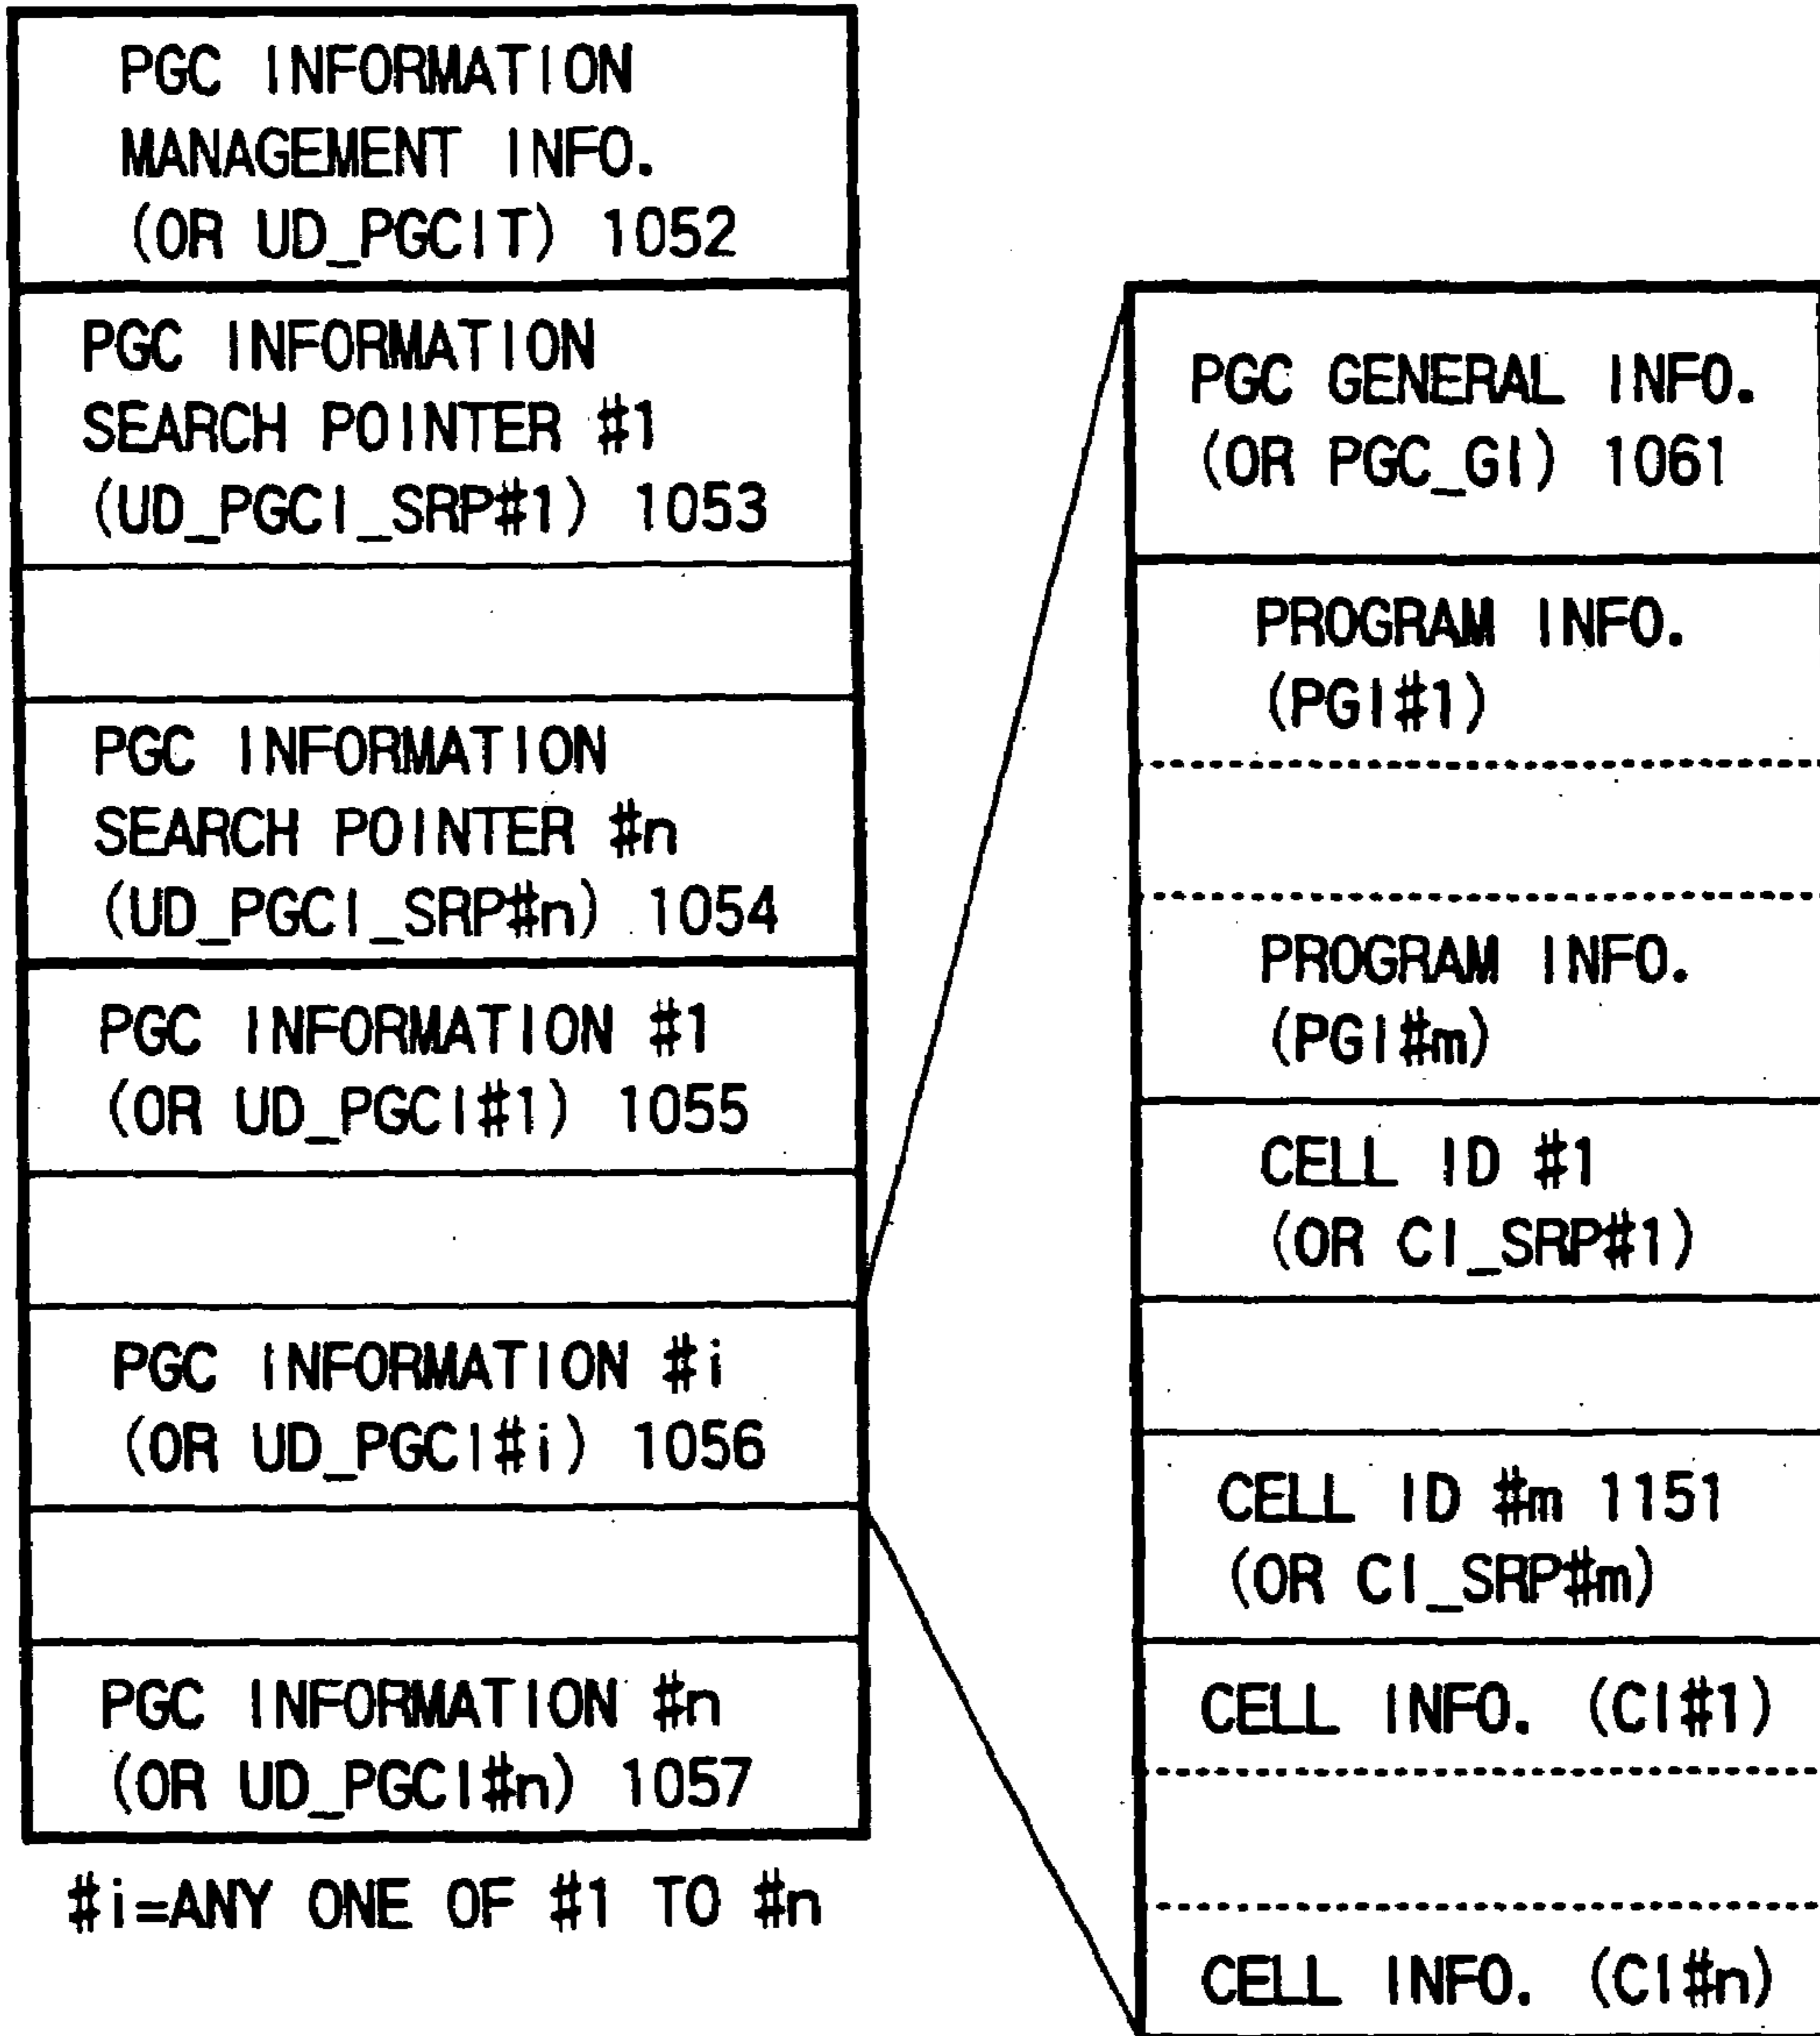 PGC INFORMATION
MANAGEMENT INFO.
(OR UD_PGCIT) 1052
PGC INFORMATION
SEARCH POINTER #1
(UD_PGCI_SRP#1) 1053
PGC INFORMATION
SEARCH POINTER #n
(UD_PGCI_SRP#n) 1054
PGC INFORMATION #1
(OR UD_PGCI#1) 1055
PGC INFORMATION #i
(OR UD_PGCI#i) 1056
PGC INFORMATION #n
(OR UD_PGCI#n) 1057
#i=ANY ONE OF #1 TO #n
PGC GENERAL INFO.
(OR PGC_GI) 1061
PROGRAM INFO.
(PGI#1)
PROGRAM INFO.
(PGI#m)
CELL ID #1
(OR CI_SRP#1)
CELL ID #m 1151
(OR CI_SRP#m)
CELL INFO. (CI#1)
CELL INFO. (CI#n)